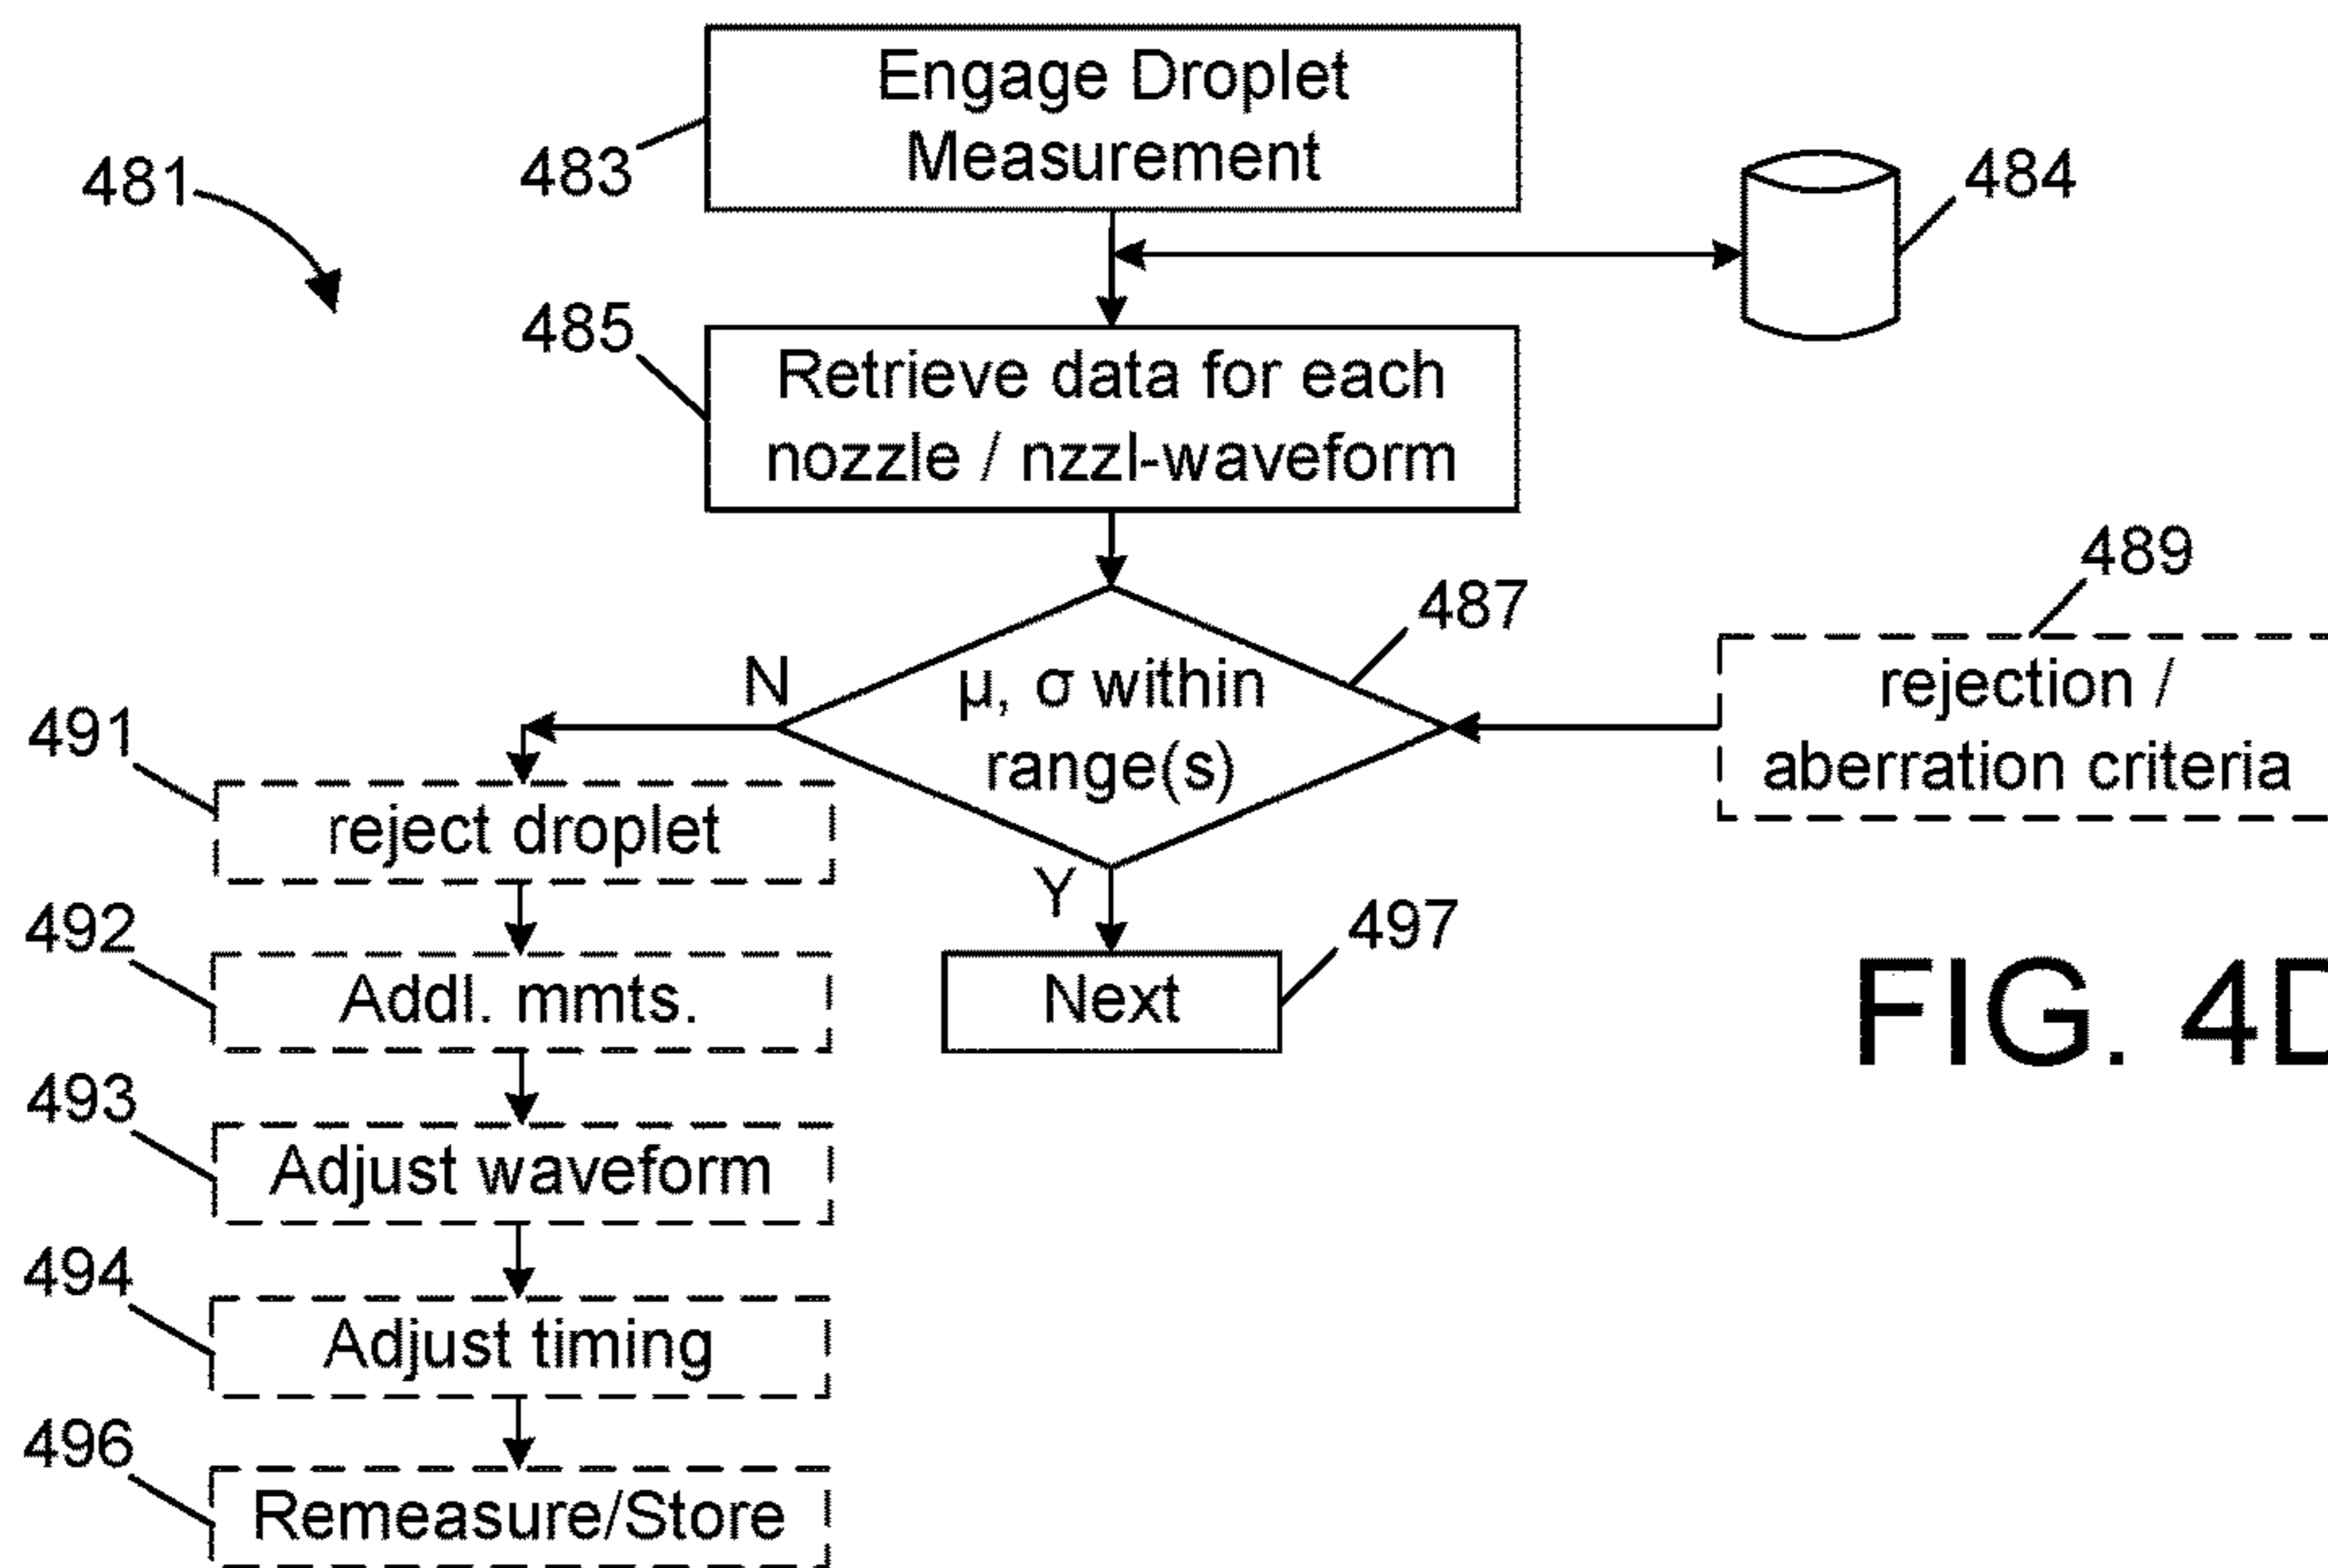 Engage Droplet
Measurement
483
481
484
485
Retrieve data for each
nozzle / nzzl-waveform
489
487
N
μ, σ within
range(s)
rejection /
aberration criteria
491
reject droplet
Y
492
Addl. mmts.
497
Next
FIG. 4D
493
Adjust waveform
494
Adjust timing
496
Remeasure/Store